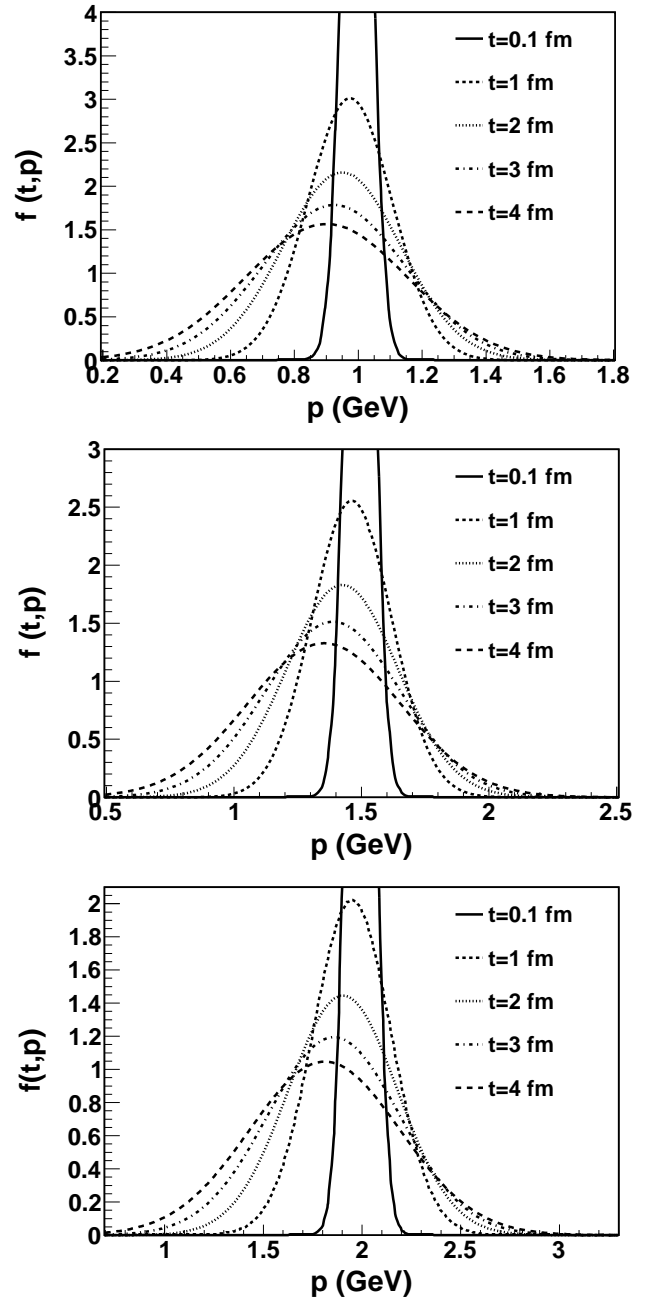 4
3.5
3
2.5
2
1.5
1
0.5
0
f (t,p)
t=0.1 fm
t=1 fm
t=2 fm
t=3 fm
t=4 fm
0.2 0.4 0.6 0.8 1 1.2 1.4 1.6 1.8
p (GeV)
3
2.5
2
1.5
1
0.5
0
f (t,p)
t=0.1 fm
t=1 fm
t=2 fm
t=3 fm
t=4 fm
0.5 1 1.5 2 2.5
p (GeV)
2
1.8
1.6
1.4
1.2
1
0.8
0.6
0.4
0.2
0
f(t,p)
t=0.1 fm
t=1 fm
t=2 fm
t=3 fm
t=4 fm
1 1.5 2 2.5 3
p (GeV)